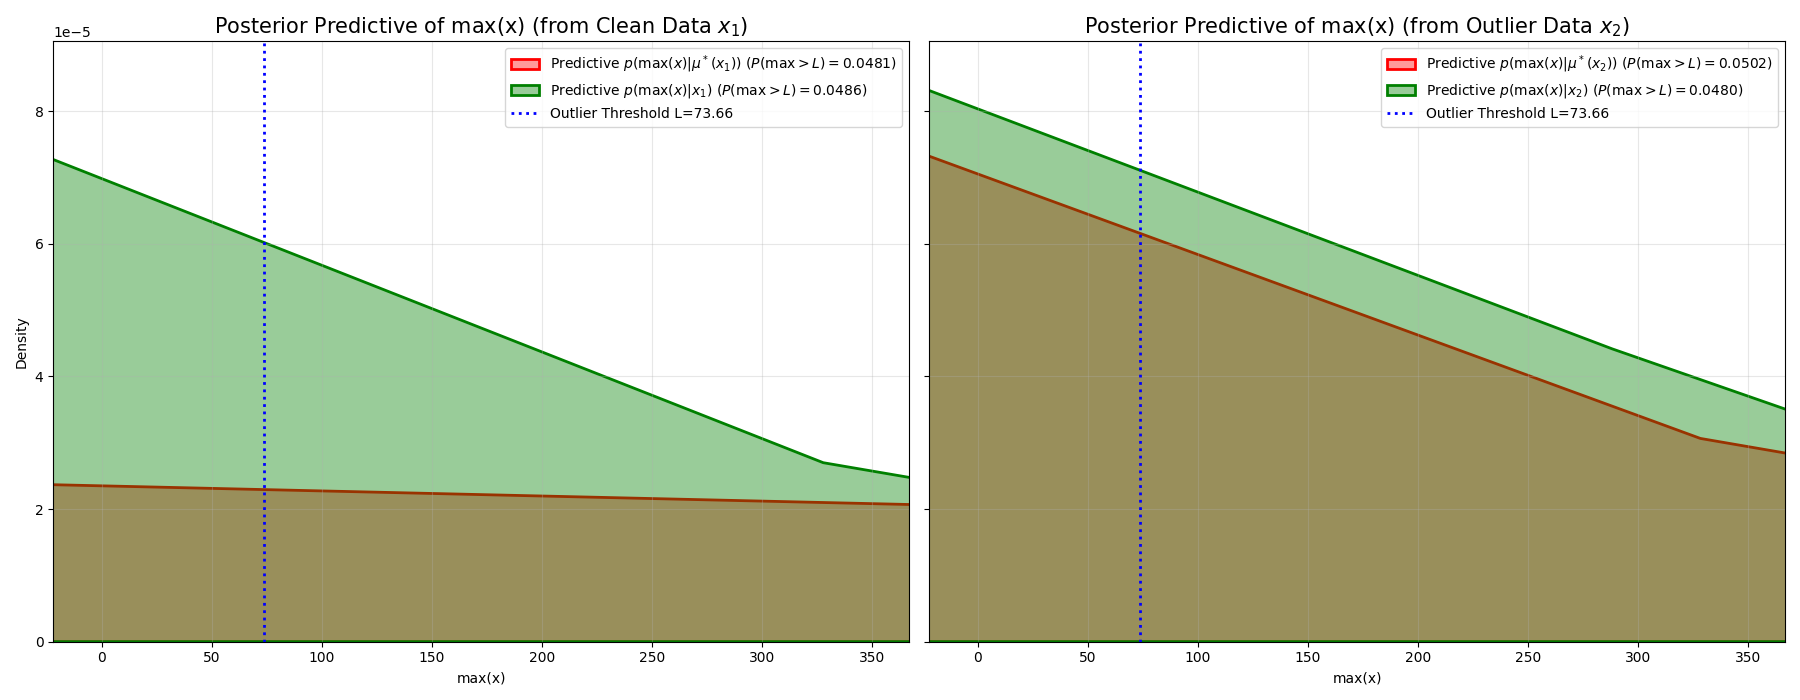 Posterior Predictive of max(x) (from Clean Data x₁)
1e−5
Predictive p(max(x)|μ*(x₁)) (P(max > L) = 0.0481)
Predictive p(max(x)|x₁) (P(max > L) = 0.0486)
Outlier Threshold L=73.66
Density
8
6
4
2
0
0 50 100 150 200 250 300 350
max(x)
Posterior Predictive of max(x) (from Outlier Data x₂)
Predictive p(max(x)|μ*(x₂)) (P(max > L) = 0.0502)
Predictive p(max(x)|x₂) (P(max > L) = 0.0480)
Outlier Threshold L=73.66
0 50 100 150 200 250 300 350
max(x)